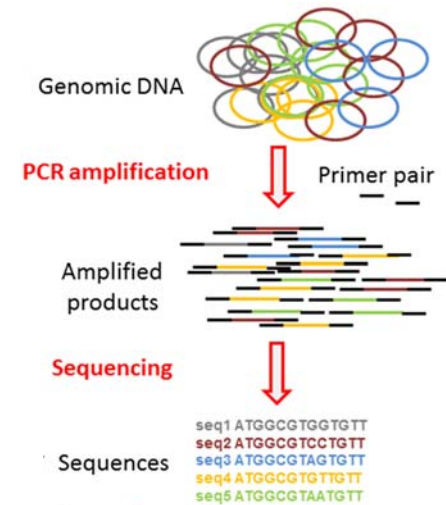 Genomic DNA
PCR amplification
Primer pair
Amplified
products
Sequencing
Sequences
seq1 ATGGCGTGGTGTT
seq2 ATGGCGTCCTGTT
seq3 ATGGCGTAGTGTT
seq4 ATGGCGTGTTGTT
seq5 ATGGCGTAATGTT